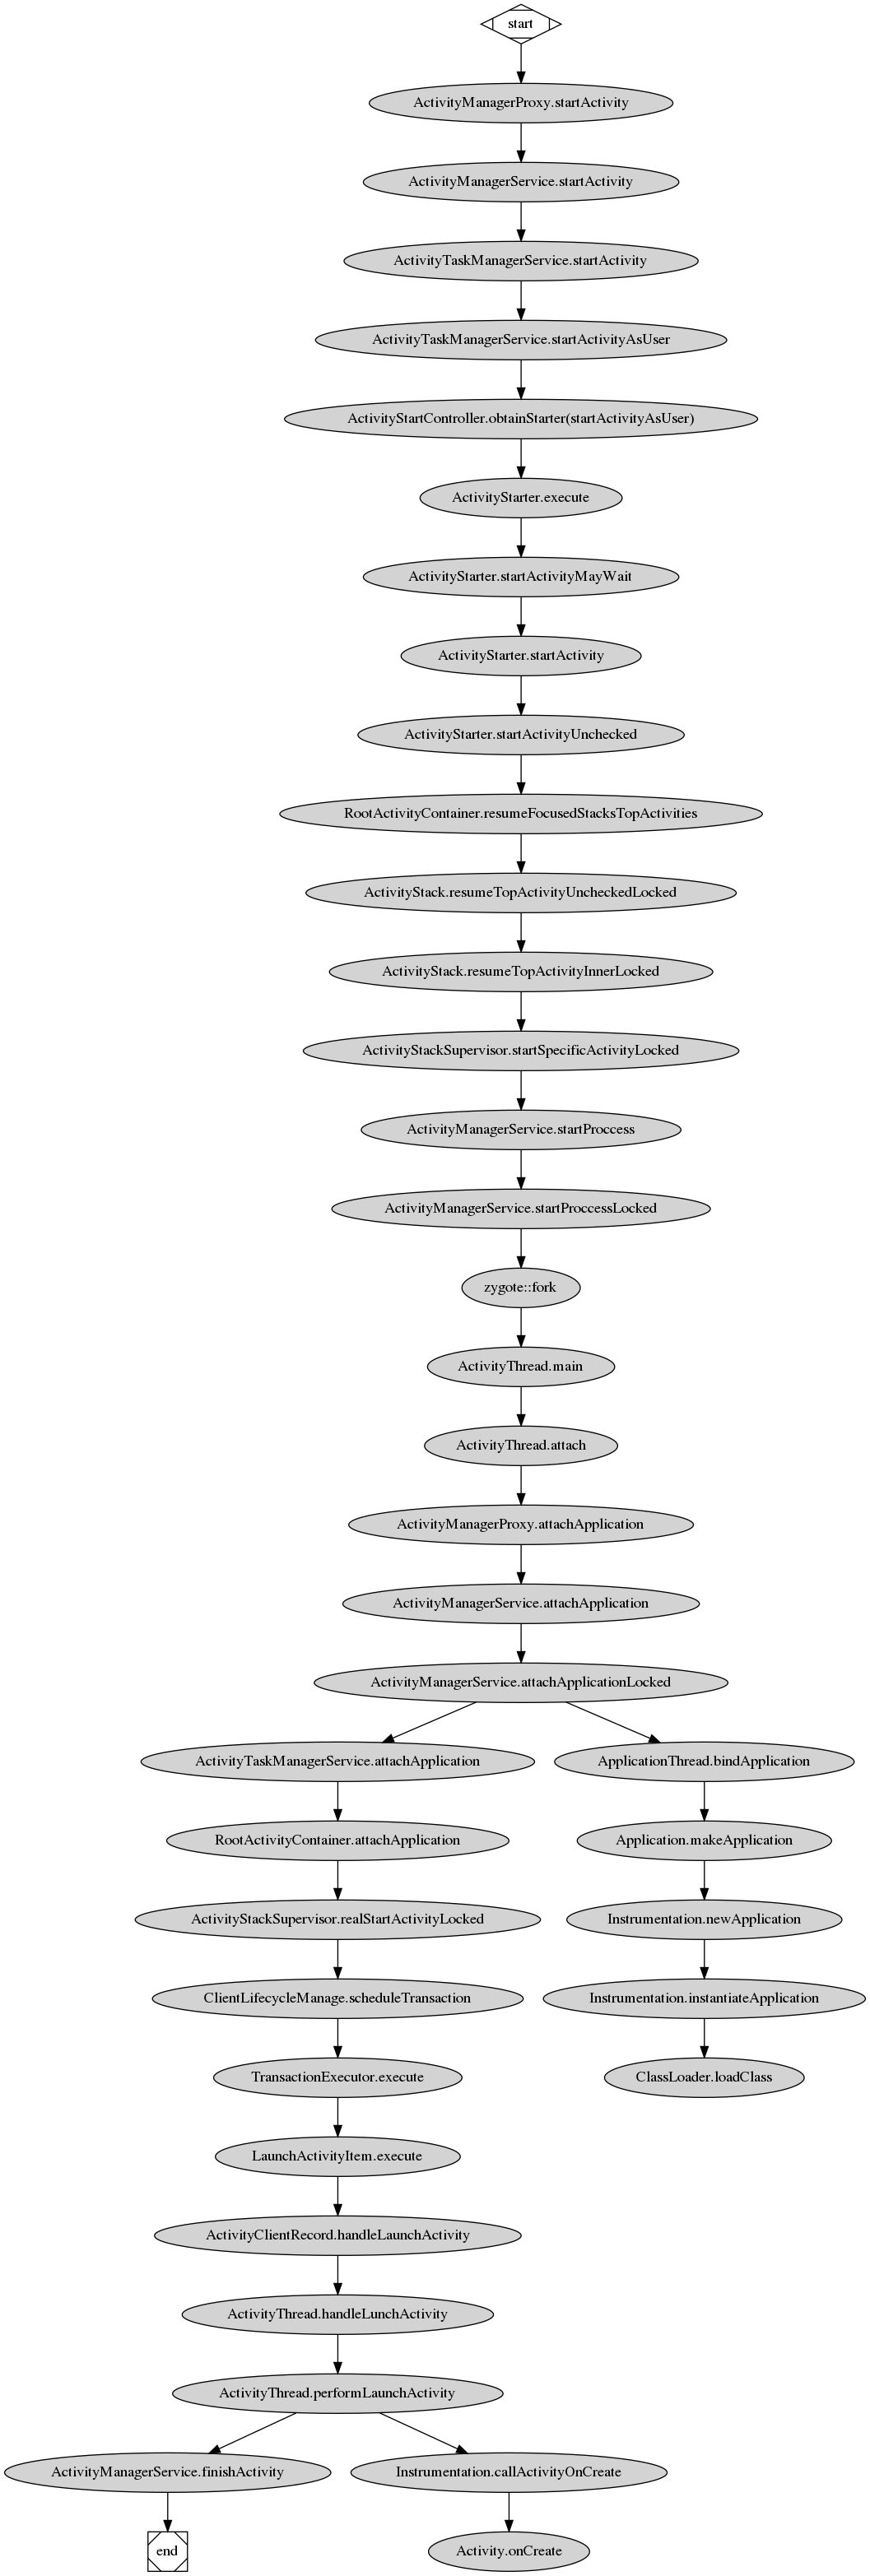 start
ActivityManagerProxy.startActivity
ActivityManagerService.startActivity
ActivityTaskManagerService.startActivity
ActivityTaskManagerService.startActivityAsUser
ActivityStartController.obtainStarter(startActivityAsUser)
ActivityStarter.execute
ActivityStarter.startActivityMayWait
ActivityStarter.startActivity
ActivityStarter.startActivityUnchecked
RootActivityContainer.resumeFocusedStacksTopActivities
ActivityStack.resumeTopActivityUncheckedLocked
ActivityStack.resumeTopActivityInnerLocked
ActivityStackSupervisor.startSpecificActivityLocked
ActivityManagerService.startProccess
ActivityManagerService.startProccessLocked
zygote::fork
ActivityThread.main
ActivityThread.attach
ActivityManagerProxy.attachApplication
ActivityManagerService.attachApplication
ActivityManagerService.attachApplicationLocked
ActivityTaskManagerService.attachApplication
ApplicationThread.bindApplication
RootActivityContainer.attachApplication
Application.makeApplication
ActivityStackSupervisor.realStartActivityLocked
Instrumentation.newApplication
ClientLifecycleManage.scheduleTransaction
Instrumentation.instantiateApplication
TransactionExecutor.execute
ClassLoader.loadClass
LaunchActivityItem.execute
ActivityClientRecord.handleLaunchActivity
ActivityThread.handleLunchActivity
ActivityThread.performLaunchActivity
ActivityManagerService.finishActivity
Instrumentation.callActivityOnCreate
end
Activity.onCreate